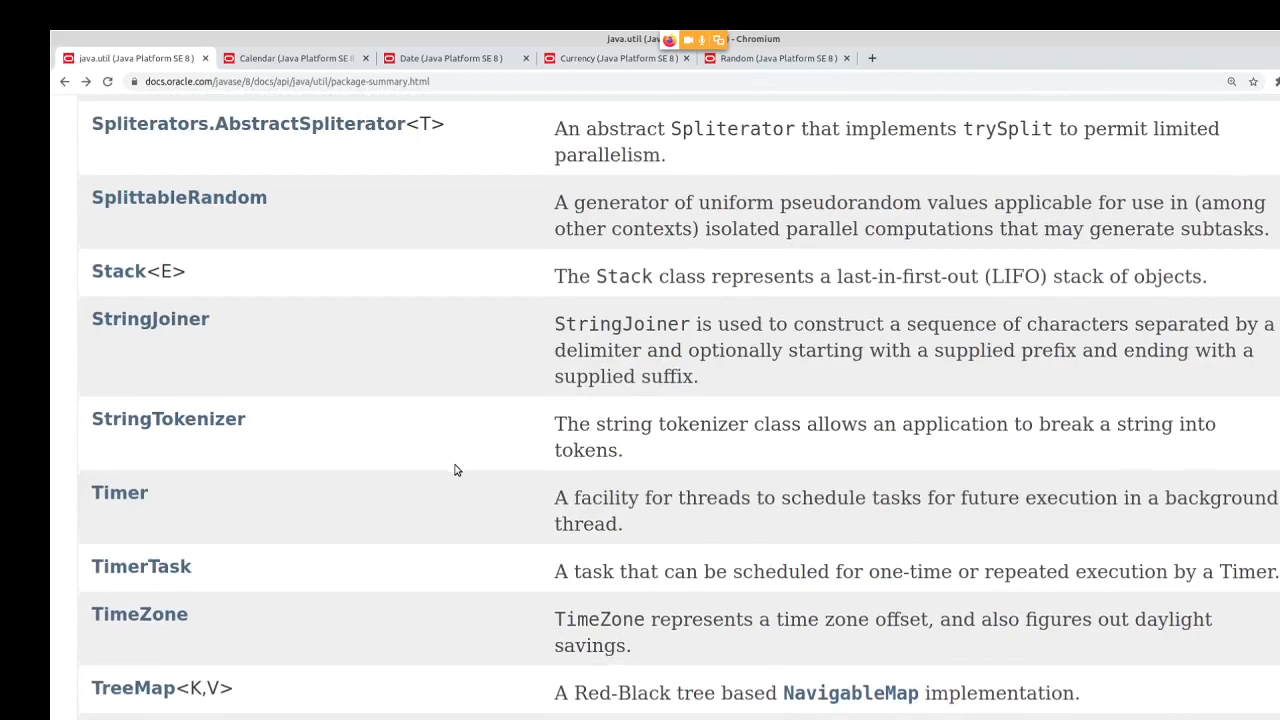 java.util (Java - Chromium
java.util (Java Platform SE 8) Calendar (Java Platform SE 8 Date (Java Platform SE 8) Currency (Java Platform SE 8) Random (Java Platform SE 8)
docs.oracle.com/javase/8/docs/api/java/util/package-summary.html
Spliterators.AbstractSpliterator<T>
An abstract Spliterator that implements trySplit to permit limited
parallelism.
SplittableRandom
A generator of uniform pseudorandom values applicable for use in (among
other contexts) isolated parallel computations that may generate subtasks.
Stack<E>
The Stack class represents a last-in-first-out (LIFO) stack of objects.
StringJoiner
StringJoiner is used to construct a sequence of characters separated by a
delimiter and optionally starting with a supplied prefix and ending with a
supplied suffix.
StringTokenizer
The string tokenizer class allows an application to break a string into
tokens.
Timer
A facility for threads to schedule tasks for future execution in a background
thread.
TimerTask
A task that can be scheduled for one-time or repeated execution by a Timer.
TimeZone
TimeZone represents a time zone offset, and also figures out daylight
savings.
TreeMap<K,V>
A Red-Black tree based NavigableMap implementation.